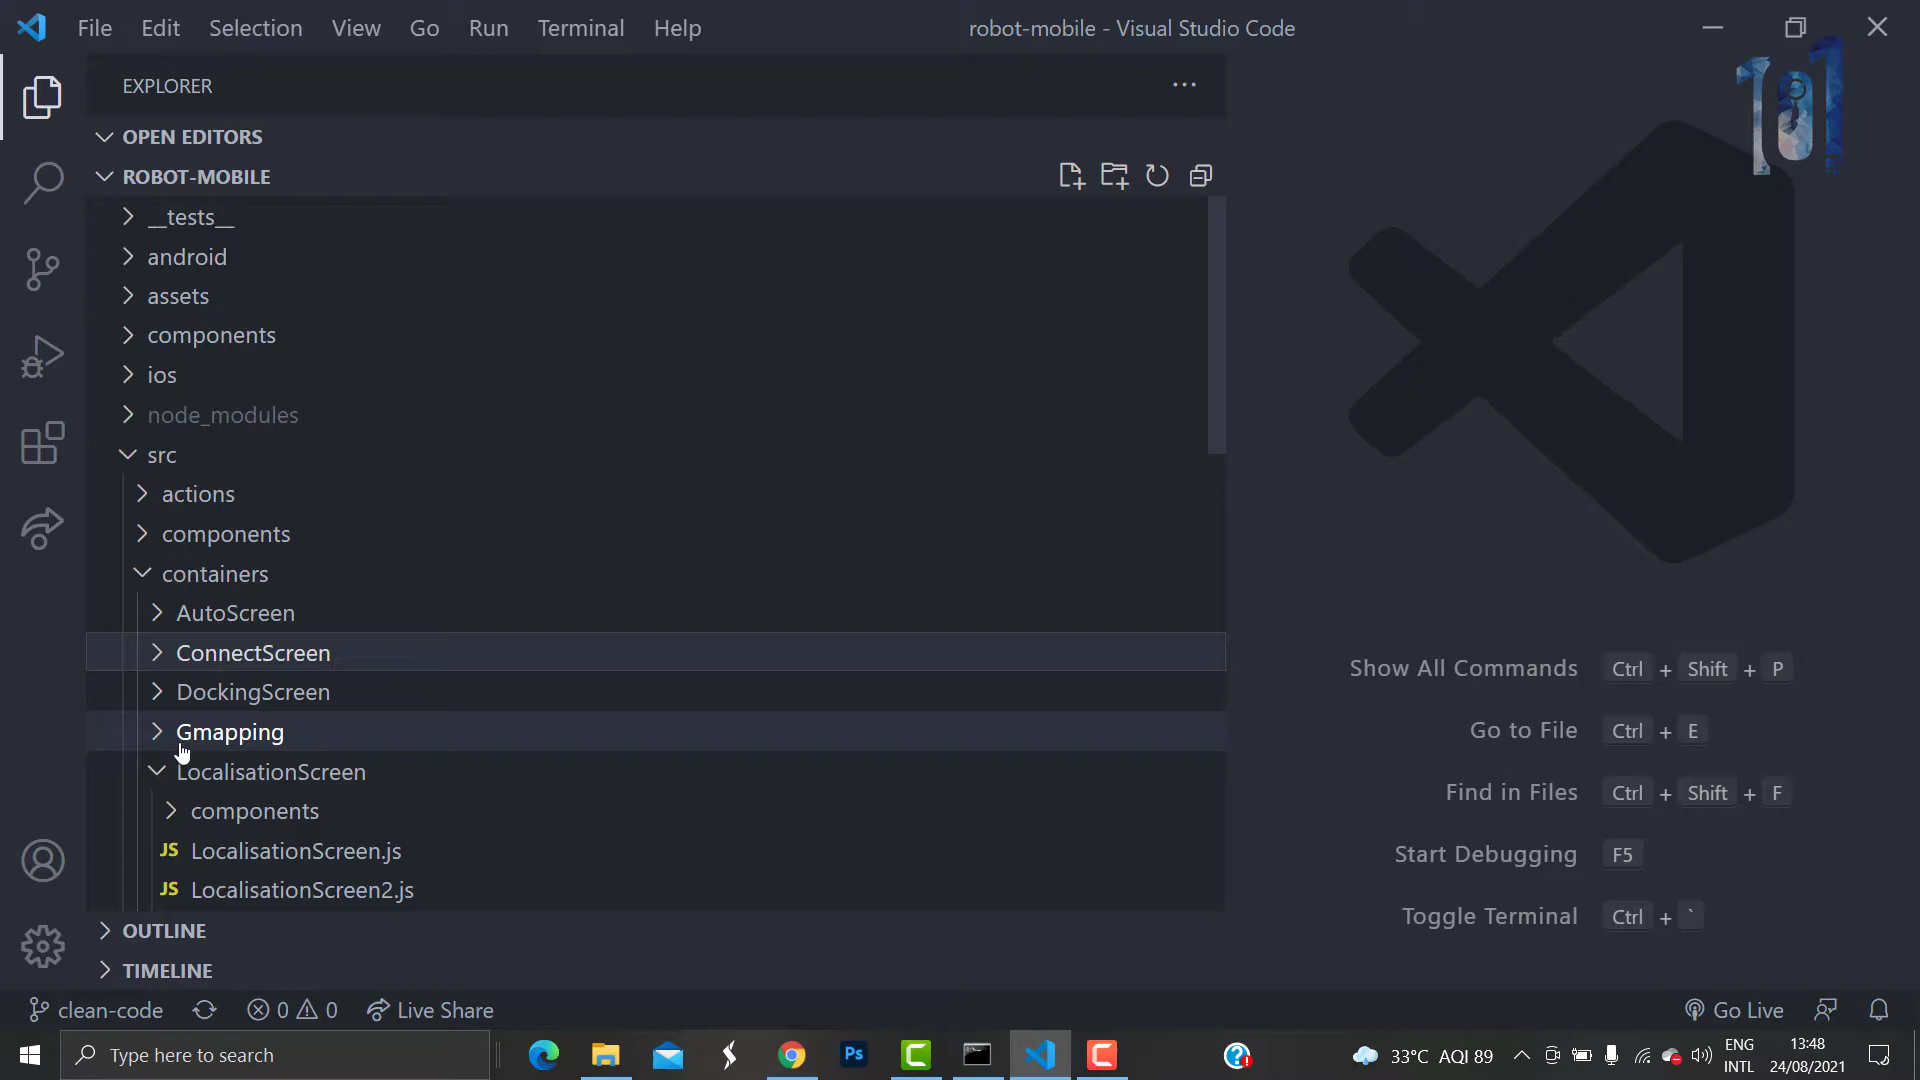 File Edit Selection View Go Run Terminal Help
robot-mobile - Visual Studio Code
101
EXPLORER
OPEN EDITORS
ROBOT-MOBILE
__tests__
android
assets
components
ios
node_modules
src
actions
components
containers
AutoScreen
ConnectScreen
DockingScreen
Gmapping
LocalisationScreen
components
JS LocalisationScreen.js
JS LocalisationScreen2.js
OUTLINE
TIMELINE
Show All Commands Ctrl + Shift + P
Go to File Ctrl + E
Find in Files Ctrl + Shift + F
Start Debugging F5
Toggle Terminal Ctrl + `
clean-code 0 0 Live Share
Go Live
Type here to search
Ps
33°C AQI 89
ENG
INTL
13:48
24/08/2021